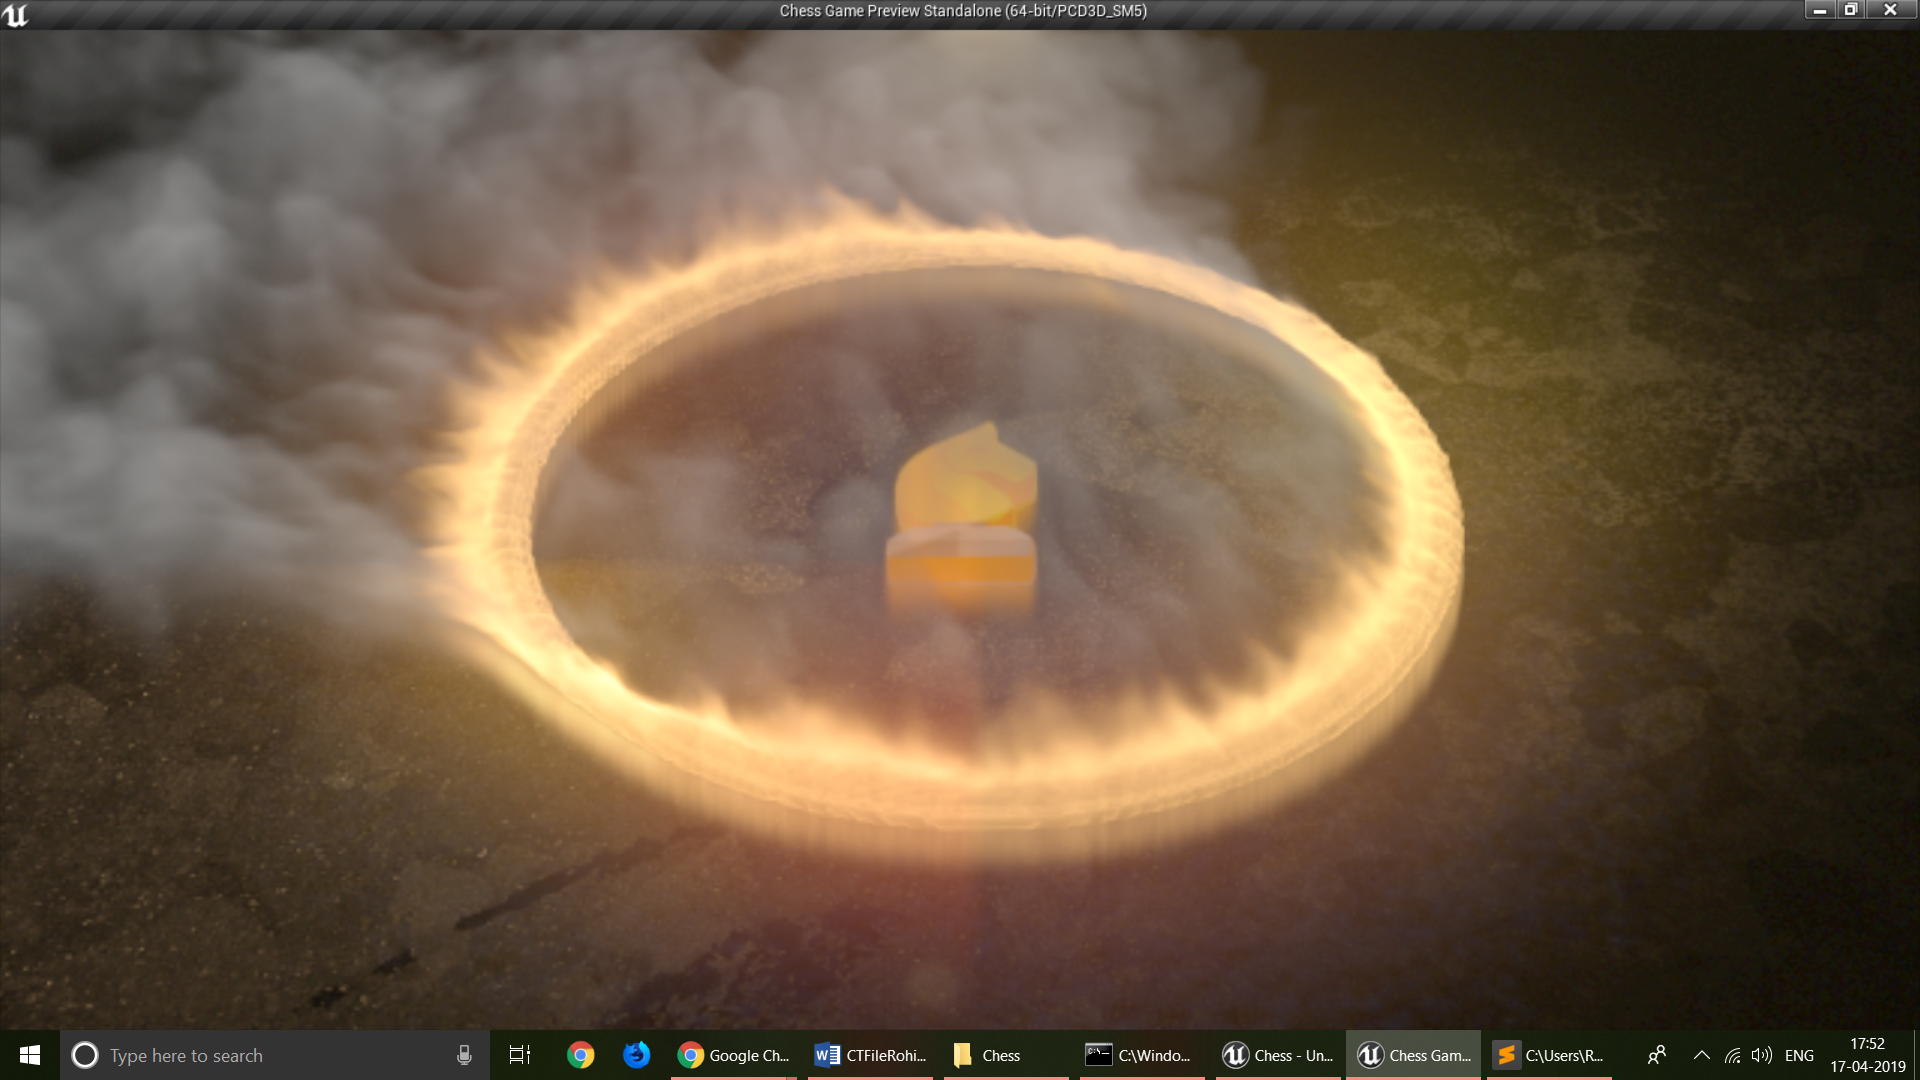 Chess Game Preview Standalone (64-bit/PCD3D_SM5)
Type here to search
Google Ch...
CTFileRohi...
Chess
C:\Windo...
Chess - Un...
Chess Gam...
C:\Users\R...
ENG
17:52
17-04-2019